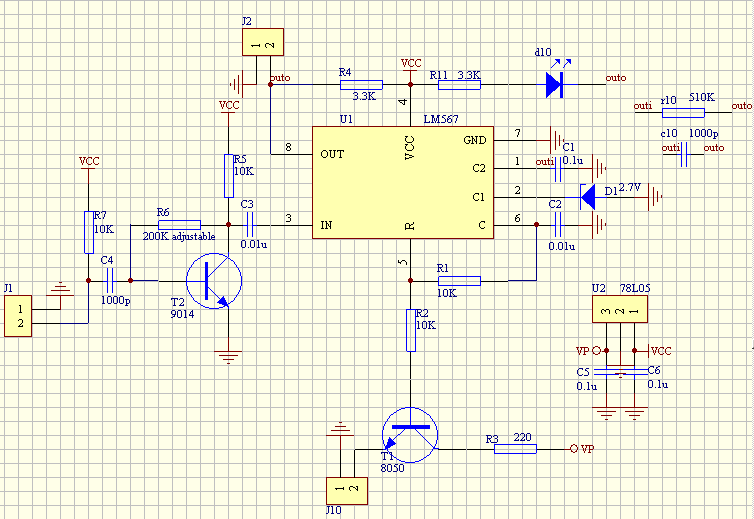 J2
1 2
outo
VCC
R4
3.3K
VCC
R11 3.3K
d10
outo
outi r10 510K outo
c10 1000p
outi outo
U1 LM567
4
VCC
8 OUT
GND 7
C2 1 outi
C1
0.1u
C1 2
D1 2.7V
C 6
C2
0.01u
3 IN
R
5
R5
10K
C3
0.01u
VCC
R7
10K
R6
200K adjustable
C4
1000p
T2
9014
J1
1
2
R1
10K
R2
10K
U2 78L05
3 2 1
VP VCC
C5
0.1u
C6
0.1u
T1
8050
R3 220
VP
1 2
J10